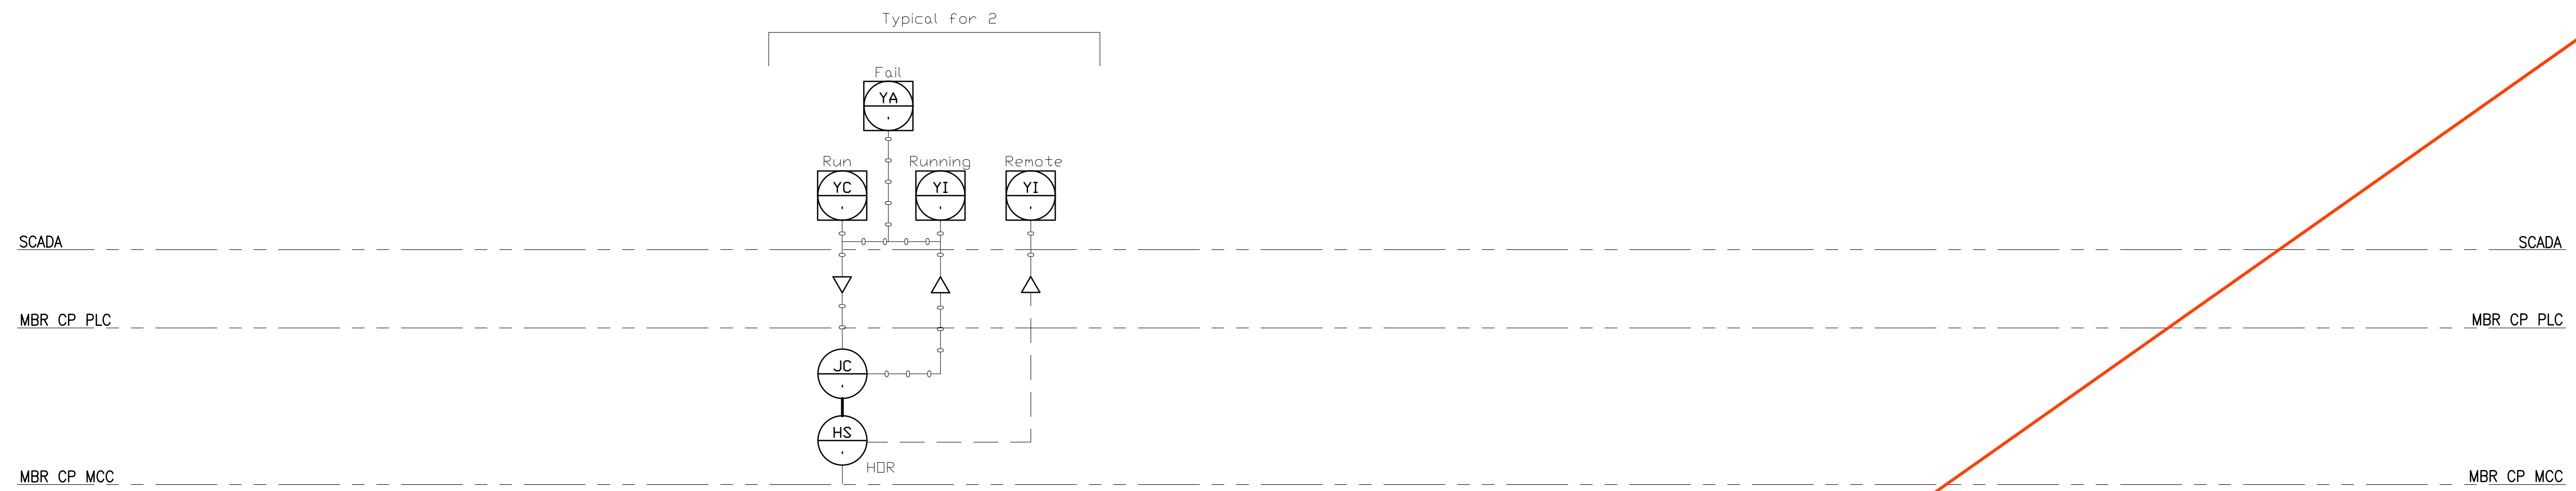 Typical for 2
Fail
YA
Run
Running
Remote
YC
YI
YI
SCADA
SCADA
MBR CP PLC
MBR CP PLC
JC
HS
HOR
MBR CP MCC
MBR CP MCC